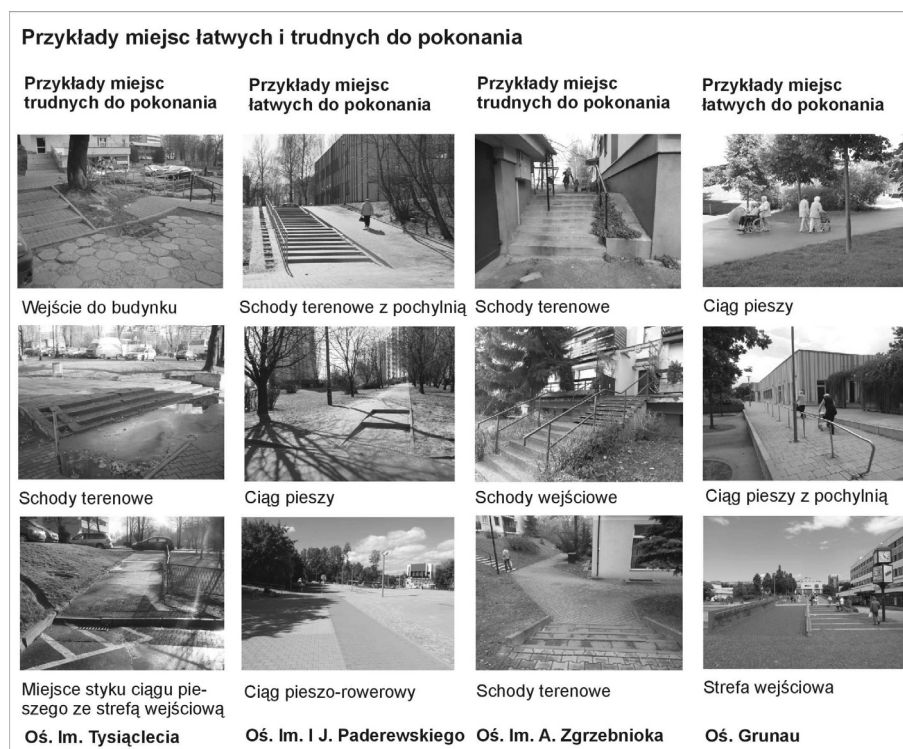 Przykłady miejsc łatwych i trudnych do pokonania
Przykłady miejsc
trudnych do pokonania
Przykłady miejsc
łatwych do pokonania
Przykłady miejsc
trudnych do pokonania
Przykłady miejsc
łatwych do pokonania
Wejście do budynku
Schody terenowe z pochylnią
Schody terenowe
Ciąg pieszy
Schody terenowe
Ciąg pieszy
Schody wejściowe
Ciąg pieszy z pochylnią
Miejsce styku ciągu pie-
szego ze strefą wejściową
Ciąg pieszo-rowerowy
Schody terenowe
Strefa wejściowa
Oś. Im. Tysiąclecia
Oś. Im. I J. Paderewskiego
Oś. Im. A. Zgrzebnioka
Oś. Grunau